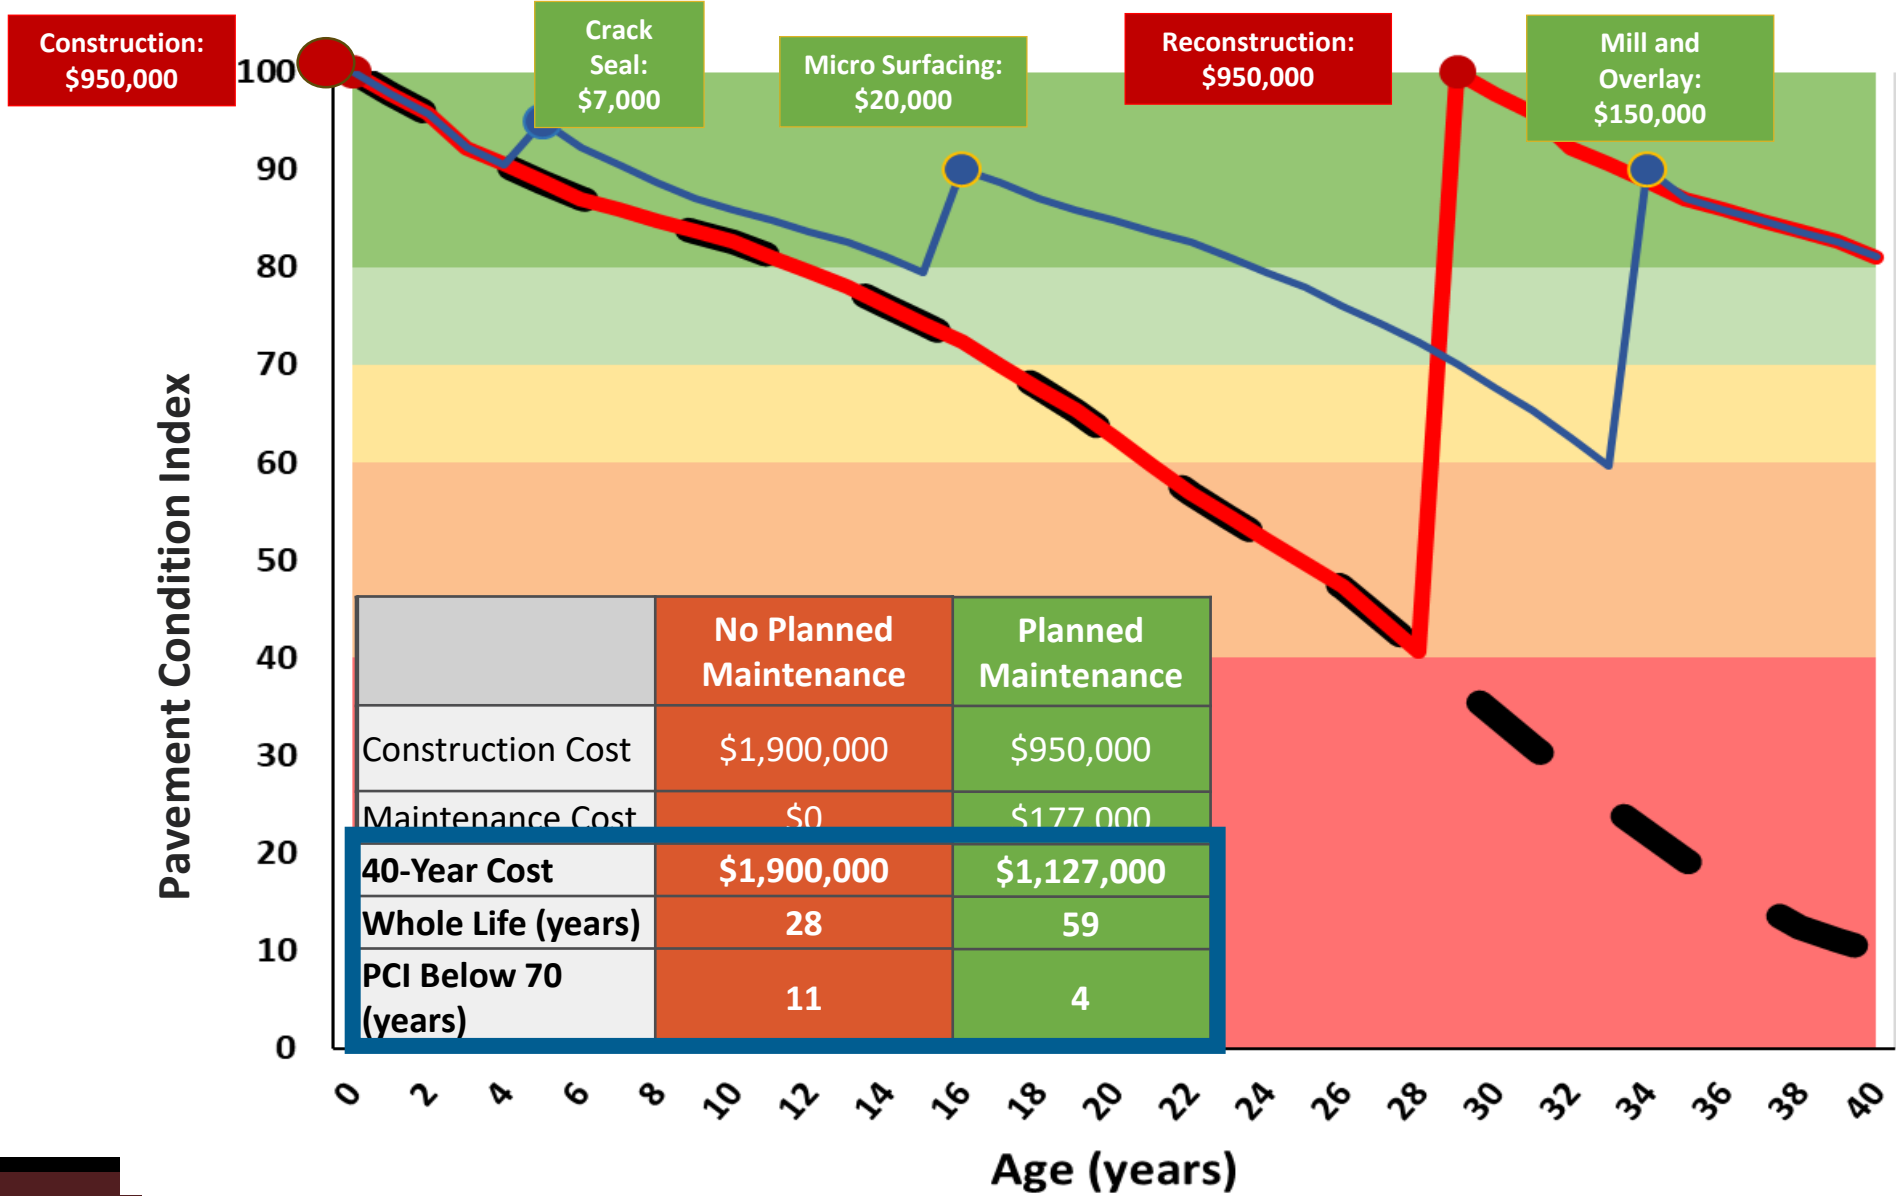 Construction:
$950,000
Crack
Seal:
$7,000
Micro Surfacing:
$20,000
Reconstruction:
$950,000
Mill and
Overlay:
$150,000
Pavement Condition Index
100
90
80
70
60
50
40
30
20
10
0
No Planned
Maintenance
Planned
Maintenance
Construction Cost
$1,900,000
$950,000
Maintenance Cost
$0
$177,000
40-Year Cost
$1,900,000
$1,127,000
Whole Life (years)
28
59
PCI Below 70
(years)
11
4
0
2
4
6
8
10
12
14
16
18
20
22
24
26
28
30
32
34
36
38
40
Age (years)